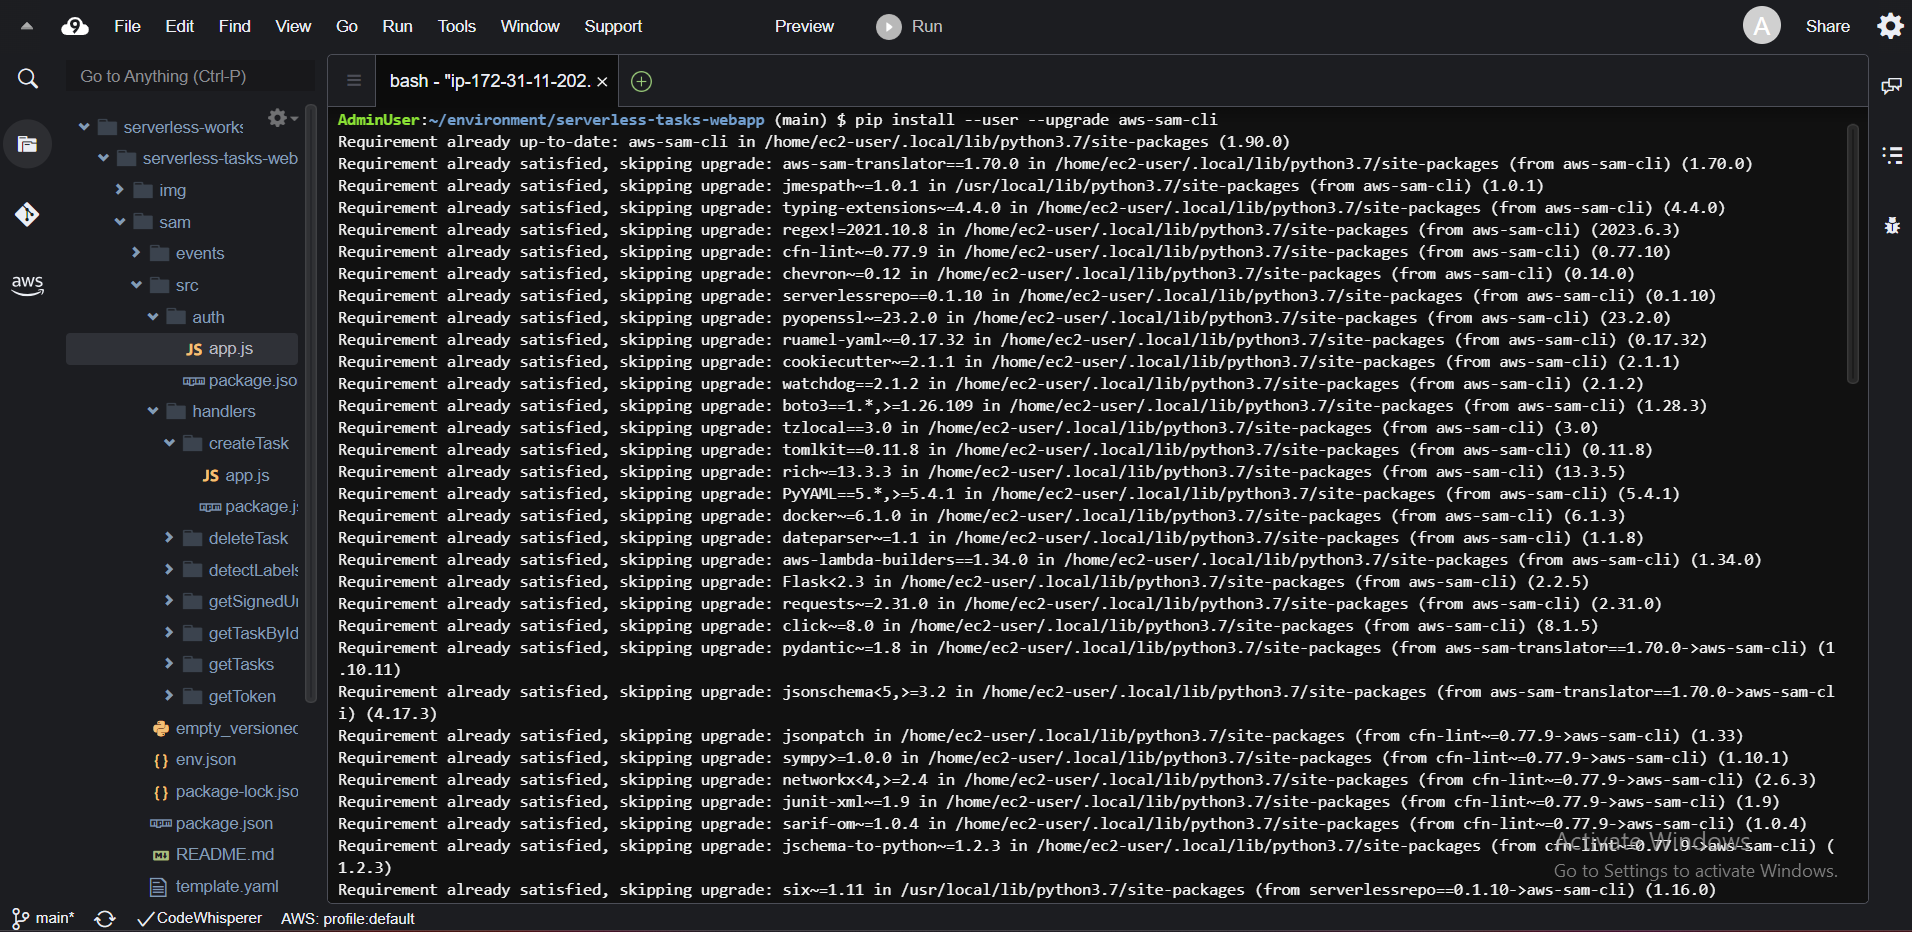 File Edit Find View Go Run Tools Window Support Preview Run A Share
Go to Anything (Ctrl-P)
serverless-works
serverless-tasks-web
img
sam
events
src
auth
JS app.js
package.jso
handlers
createTask
JS app.js
package.js
deleteTask
detectLabels
getSignedUr
getTaskById
getTasks
getToken
empty_versioned
{} env.json
{} package-lock.jso
package.json
README.md
template.yaml
aws
bash - "ip-172-31-11-202. ×
AdminUser:~/environment/serverless-tasks-webapp (main) $ pip install --user --upgrade aws-sam-cli
Requirement already up-to-date: aws-sam-cli in /home/ec2-user/.local/lib/python3.7/site-packages (1.90.0)
Requirement already satisfied, skipping upgrade: aws-sam-translator==1.70.0 in /home/ec2-user/.local/lib/python3.7/site-packages (from aws-sam-cli) (1.70.0)
Requirement already satisfied, skipping upgrade: jmespath~=1.0.1 in /usr/local/lib/python3.7/site-packages (from aws-sam-cli) (1.0.1)
Requirement already satisfied, skipping upgrade: typing-extensions~=4.4.0 in /home/ec2-user/.local/lib/python3.7/site-packages (from aws-sam-cli) (4.4.0)
Requirement already satisfied, skipping upgrade: regex!=2021.10.8 in /home/ec2-user/.local/lib/python3.7/site-packages (from aws-sam-cli) (2023.6.3)
Requirement already satisfied, skipping upgrade: cfn-lint~=0.77.9 in /home/ec2-user/.local/lib/python3.7/site-packages (from aws-sam-cli) (0.77.10)
Requirement already satisfied, skipping upgrade: chevron~=0.12 in /home/ec2-user/.local/lib/python3.7/site-packages (from aws-sam-cli) (0.14.0)
Requirement already satisfied, skipping upgrade: serverlessrepo==0.1.10 in /home/ec2-user/.local/lib/python3.7/site-packages (from aws-sam-cli) (0.1.10)
Requirement already satisfied, skipping upgrade: pyopenssl~=23.2.0 in /home/ec2-user/.local/lib/python3.7/site-packages (from aws-sam-cli) (23.2.0)
Requirement already satisfied, skipping upgrade: ruamel-yaml~=0.17.32 in /home/ec2-user/.local/lib/python3.7/site-packages (from aws-sam-cli) (0.17.32)
Requirement already satisfied, skipping upgrade: cookiecutter~=2.1.1 in /home/ec2-user/.local/lib/python3.7/site-packages (from aws-sam-cli) (2.1.1)
Requirement already satisfied, skipping upgrade: watchdog==2.1.2 in /home/ec2-user/.local/lib/python3.7/site-packages (from aws-sam-cli) (2.1.2)
Requirement already satisfied, skipping upgrade: boto3==1.*,>=1.26.109 in /home/ec2-user/.local/lib/python3.7/site-packages (from aws-sam-cli) (1.28.3)
Requirement already satisfied, skipping upgrade: tzlocal==3.0 in /home/ec2-user/.local/lib/python3.7/site-packages (from aws-sam-cli) (3.0)
Requirement already satisfied, skipping upgrade: tomlkit==0.11.8 in /home/ec2-user/.local/lib/python3.7/site-packages (from aws-sam-cli) (0.11.8)
Requirement already satisfied, skipping upgrade: rich~=13.3.3 in /home/ec2-user/.local/lib/python3.7/site-packages (from aws-sam-cli) (13.3.5)
Requirement already satisfied, skipping upgrade: PyYAML==5.*,>=5.4.1 in /home/ec2-user/.local/lib/python3.7/site-packages (from aws-sam-cli) (5.4.1)
Requirement already satisfied, skipping upgrade: docker~=6.1.0 in /home/ec2-user/.local/lib/python3.7/site-packages (from aws-sam-cli) (6.1.3)
Requirement already satisfied, skipping upgrade: dateparser~=1.1 in /home/ec2-user/.local/lib/python3.7/site-packages (from aws-sam-cli) (1.1.8)
Requirement already satisfied, skipping upgrade: aws-lambda-builders==1.34.0 in /home/ec2-user/.local/lib/python3.7/site-packages (from aws-sam-cli) (1.34.0)
Requirement already satisfied, skipping upgrade: Flask<2.3 in /home/ec2-user/.local/lib/python3.7/site-packages (from aws-sam-cli) (2.2.5)
Requirement already satisfied, skipping upgrade: requests~=2.31.0 in /home/ec2-user/.local/lib/python3.7/site-packages (from aws-sam-cli) (2.31.0)
Requirement already satisfied, skipping upgrade: click~=8.0 in /home/ec2-user/.local/lib/python3.7/site-packages (from aws-sam-cli) (8.1.5)
Requirement already satisfied, skipping upgrade: pydantic~=1.8 in /home/ec2-user/.local/lib/python3.7/site-packages (from aws-sam-translator==1.70.0->aws-sam-cli) (1
.10.11)
Requirement already satisfied, skipping upgrade: jsonschema<5,>=3.2 in /home/ec2-user/.local/lib/python3.7/site-packages (from aws-sam-translator==1.70.0->aws-sam-cl
i) (4.17.3)
Requirement already satisfied, skipping upgrade: jsonpatch in /home/ec2-user/.local/lib/python3.7/site-packages (from cfn-lint~=0.77.9->aws-sam-cli) (1.33)
Requirement already satisfied, skipping upgrade: sympy>=1.0.0 in /home/ec2-user/.local/lib/python3.7/site-packages (from cfn-lint~=0.77.9->aws-sam-cli) (1.10.1)
Requirement already satisfied, skipping upgrade: networkx<4,>=2.4 in /home/ec2-user/.local/lib/python3.7/site-packages (from cfn-lint~=0.77.9->aws-sam-cli) (2.6.3)
Requirement already satisfied, skipping upgrade: junit-xml~=1.9 in /home/ec2-user/.local/lib/python3.7/site-packages (from cfn-lint~=0.77.9->aws-sam-cli) (1.9)
Requirement already satisfied, skipping upgrade: sarif-om~=1.0.4 in /home/ec2-user/.local/lib/python3.7/site-packages (from cfn-lint~=0.77.9->aws-sam-cli) (1.0.4)
Requirement already satisfied, skipping upgrade: jschema-to-python~=1.2.3 in /home/ec2-user/.local/lib/python3.7/site-packages (from cfn-lint~=0.77.9->aws-sam-cli) (
1.2.3)
Requirement already satisfied, skipping upgrade: six~=1.11 in /usr/local/lib/python3.7/site-packages (from serverlessrepo==0.1.10->aws-sam-cli) (1.16.0)
Activate Windows
Go to Settings to activate Windows.
main* CodeWhisperer AWS: profile:default